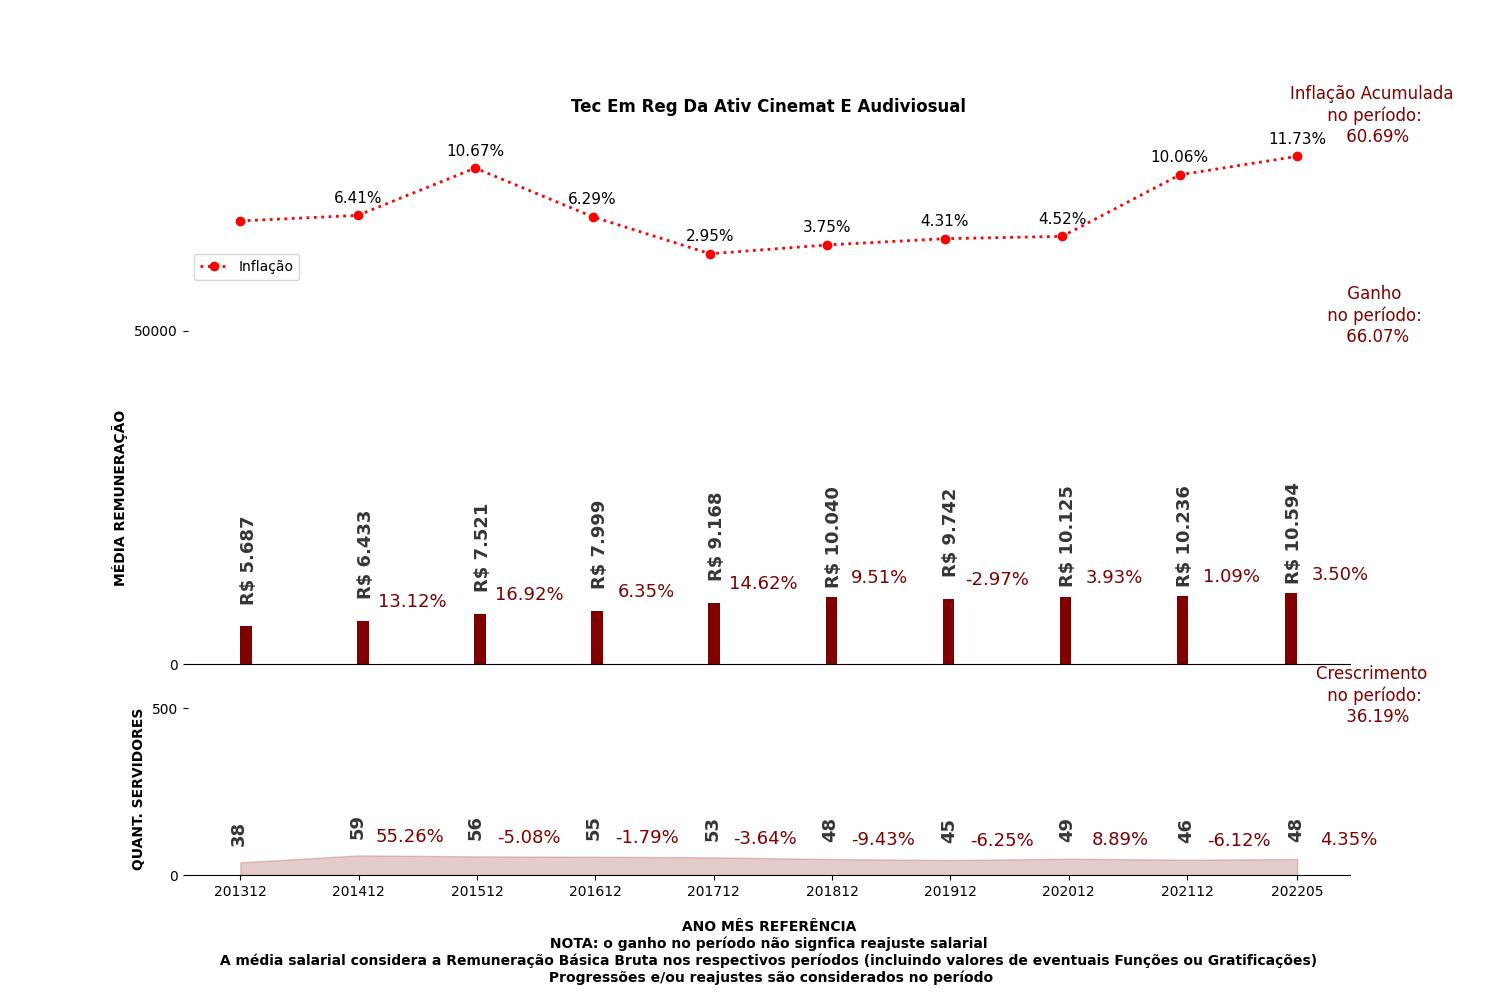 Tec Em Reg Da Ativ Cinemat E Audiviosual
Inflação Acumulada
no período:
60.69%
6.41%
10.67%
6.29%
2.95%
3.75%
4.31%
4.52%
10.06%
11.73%
Inflação
Ganho
no período:
66.07%
50000
0
MÉDIA REMUNERAÇÃO
R$ 5.687
R$ 6.433
R$ 7.521
R$ 7.999
R$ 9.168
R$ 10.040
R$ 9.742
R$ 10.125
R$ 10.236
R$ 10.594
13.12%
16.92%
6.35%
14.62%
9.51%
-2.97%
3.93%
1.09%
3.50%
Crescrimento
no período:
36.19%
500
0
QUANT. SERVIDORES
38
59
56
55
53
48
45
49
46
48
55.26%
-5.08%
-1.79%
-3.64%
-9.43%
-6.25%
8.89%
-6.12%
4.35%
201312
201412
201512
201612
201712
201812
201912
202012
202112
202205
ANO MÊS REFERÊNCIA
NOTA: o ganho no período não signfica reajuste salarial
A média salarial considera a Remuneração Básica Bruta nos respectivos períodos (incluindo valores de eventuais Funções ou Gratificações)
Progressões e/ou reajustes são considerados no período